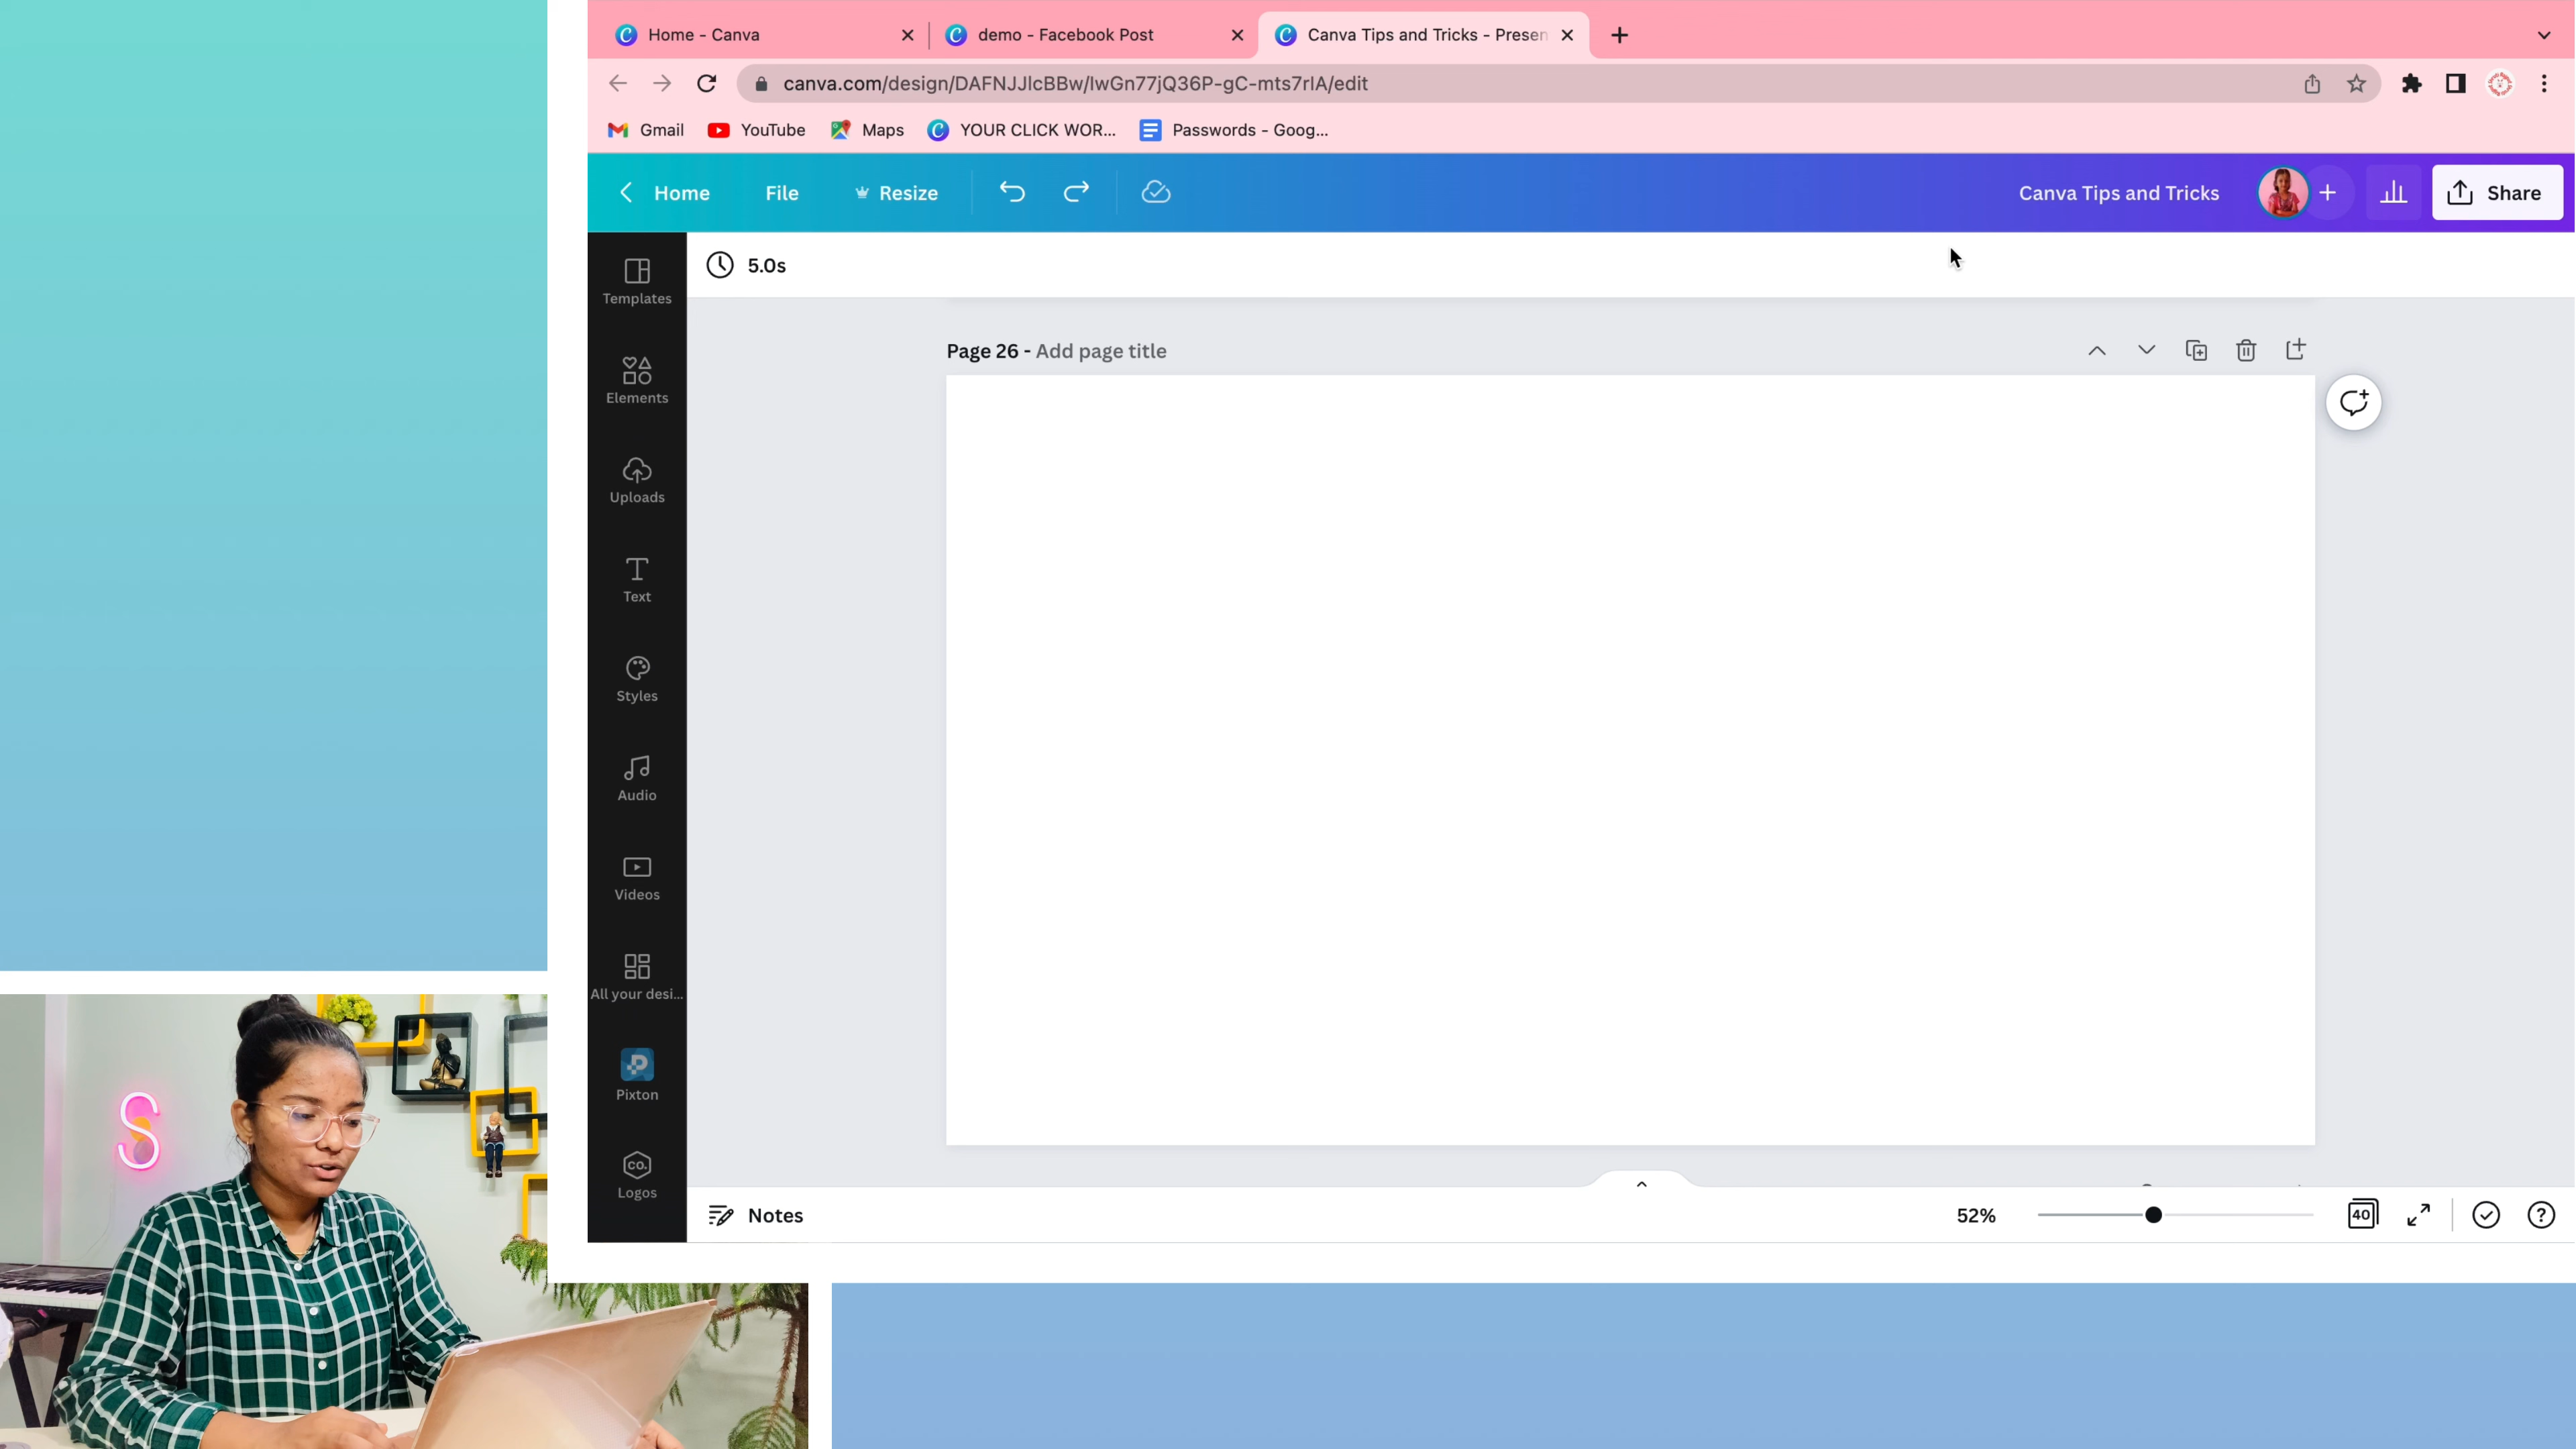 Home - Canva
demo - Facebook Post
Canva Tips and Tricks - Presen
canva.com/design/DAFNJJlcBBw/lwGn77jQ36P-gC-mts7rlA/edit
Gmail
YouTube
Maps
YOUR CLICK WOR...
Passwords - Goog...
Home
File
Resize
Canva Tips and Tricks
Share
5.0s
Templates
Elements
Uploads
Text
Styles
Audio
Videos
All your desi...
Pixton
CO.
Logos
Page 26 - Add page title
Notes
52%
40
S